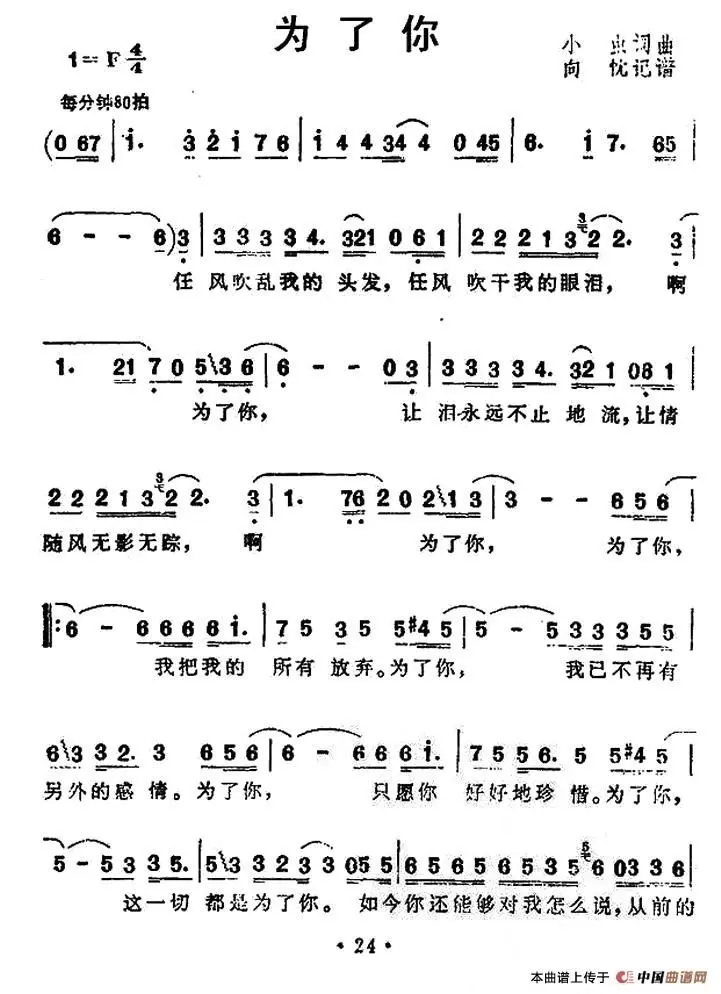 为了你
1=F 4/4
小 虫词曲
向 忱记谱
每分钟80拍
(0 67 | 1. 3 2 1 7 6 | 1 4 4 34 4 0 45 | 6. 1 7. 65
6 - - 6) 3 | 3 3 3 3 4. 321 0 6 1 | 2 2 2 1 3 3 2 2. 3
任 风吹乱我的 头发,任风 吹干我的眼泪, 啊
1. 21 7 0 5 3 6 | 6 - - 0 3 | 3 3 3 3 4. 32 1 06 1
为了你, 让 泪永远不止 地 流,让情
2 2 2 1 3 3 2 2. 3 | 1. 76 2 0 2 1 3 | 3 - - 6 5 6
随风无影无踪, 啊 为了你, 为了你,
6 - 6 6 6 6 1. | 7 5 3 5 5 #4 5 | 5 - 5 3 3 3 5 5
我把我的 所有 放弃。为了你, 我已不再有
6 3 3 2. 3 6 5 6 | 6 - 6 6 6 1. | 7 5 5 6. 5 5 #4 5
另外的感 情。为了你, 只愿你 好好地珍 惜。为了你,
5 - 5 3 3 5. | 5 3 3 2 3 3 05 5 | 6 5 6 5 6 5 3 5 5 6 03 3 6
这一切 都是为了你。 如今你还能够对我怎么说,从前的
· 24 ·
本曲谱上传于 中国曲谱网